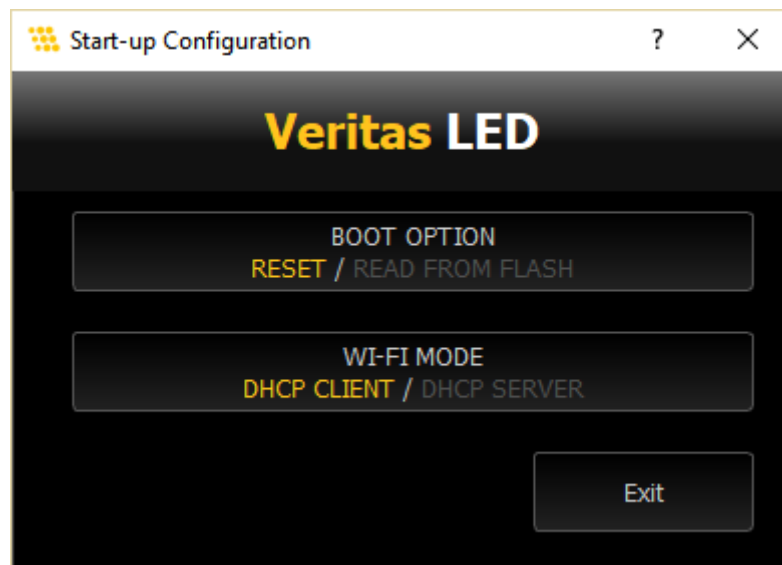 Start-up Configuration ? ×
Veritas LED
BOOT OPTION
RESET / READ FROM FLASH
WI-FI MODE
DHCP CLIENT / DHCP SERVER
Exit